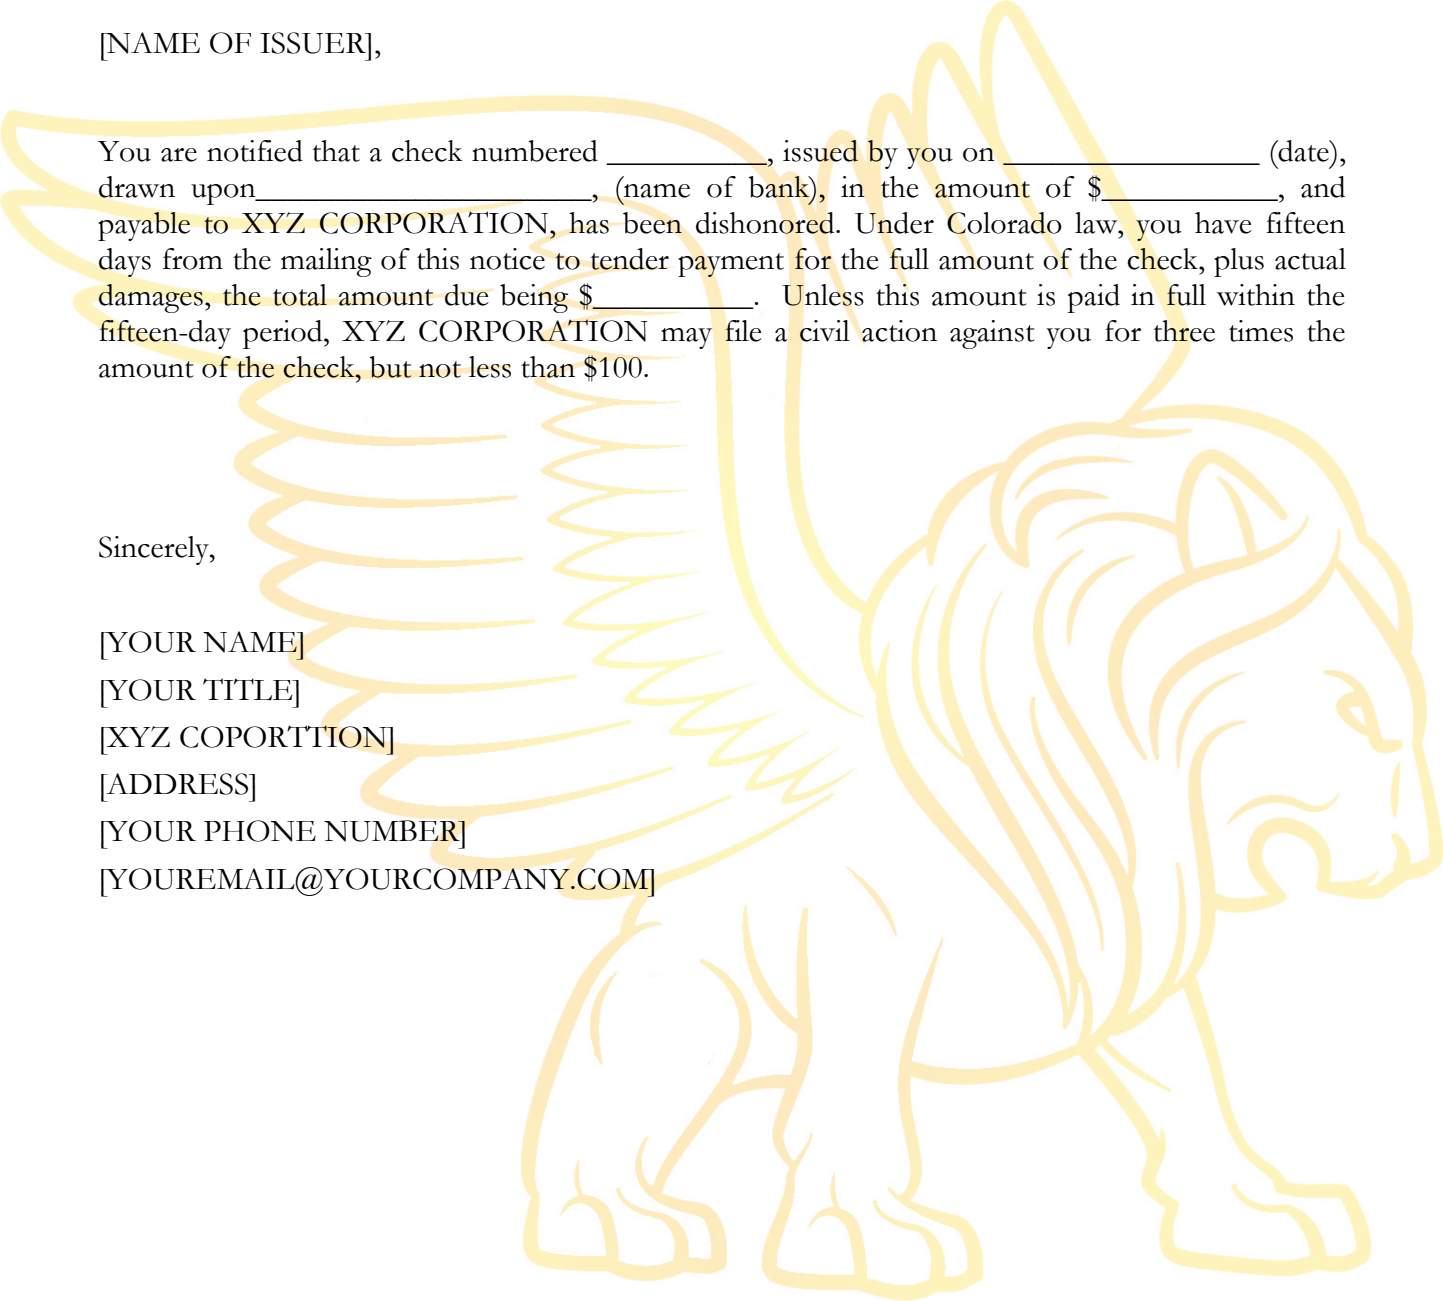 [NAME OF ISSUER],
You are notified that a check numbered __________, issued by you on ________________ (date),
drawn upon_____________________, (name of bank), in the amount of $___________, and
payable to XYZ CORPORATION, has been dishonored. Under Colorado law, you have fifteen
days from the mailing of this notice to tender payment for the full amount of the check, plus actual
damages, the total amount due being $__________. Unless this amount is paid in full within the
fifteen-day period, XYZ CORPORATION may file a civil action against you for three times the
amount of the check, but not less than $100.
Sincerely,
[YOUR NAME]
[YOUR TITLE]
[XYZ COPORTTION]
[ADDRESS]
[YOUR PHONE NUMBER]
[YOUREMAIL@YOURCOMPANY.COM]